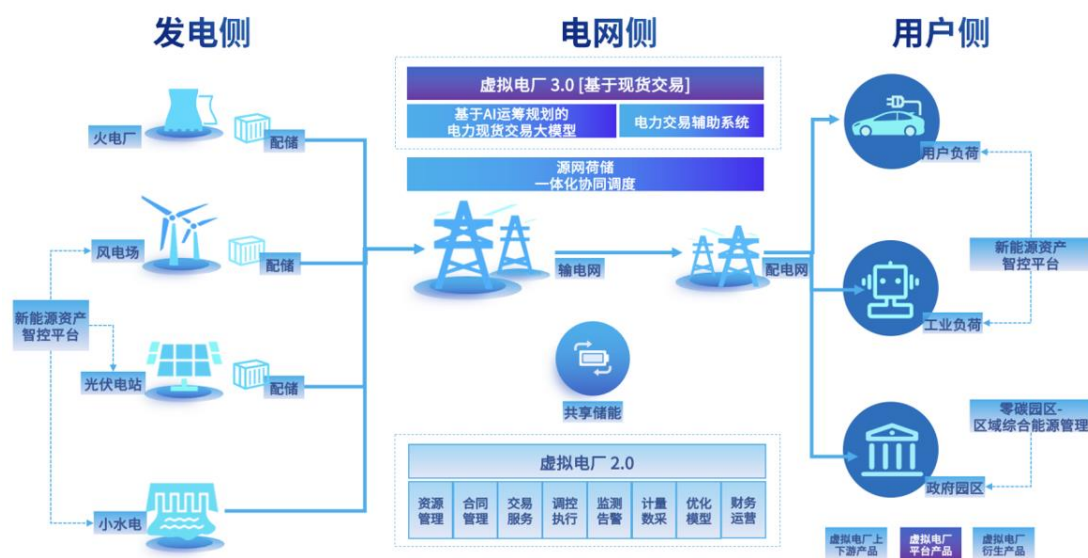 发电侧
电网侧
用户侧
虚拟电厂 3.0 [基于现货交易]
基于AI运筹规划的
电力现货交易大模型
电力交易辅助系统
源网荷储
一体化协同调度
火电厂
配储
风电场
配储
新能源资产
智控平台
光伏电站
配储
小水电
输电网
配电网
共享储能
虚拟电厂 2.0
资源
管理
合同
管理
交易
服务
调控
执行
监测
告警
计量
数采
优化
模型
财务
运营
用户负荷
新能源资产
智控平台
工业负荷
零碳园区-
区域综合能源管理
政府园区
虚拟电厂上
下游产品
虚拟电厂
平台产品
虚拟电厂
衍生产品